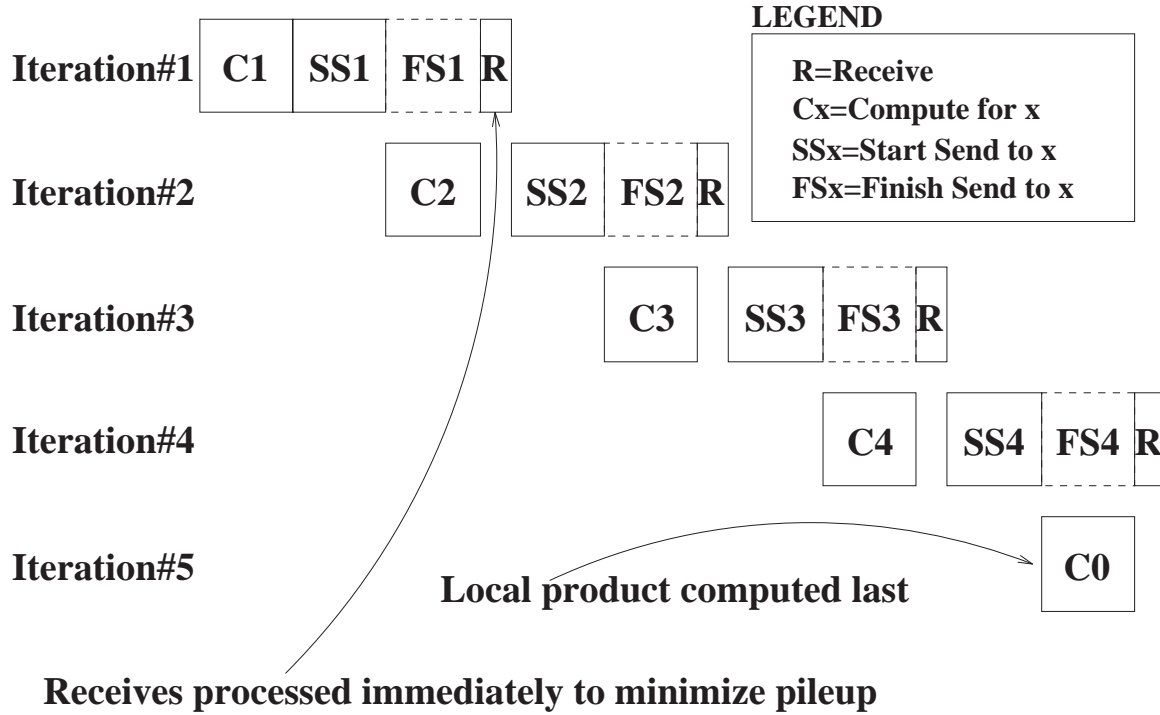 LEGEND
R=Receive
Cx=Compute for x
SSx=Start Send to x
FSx=Finish Send to x
Iteration#1 C1 SS1 FS1 R
Iteration#2 C2 SS2 FS2 R
Iteration#3 C3 SS3 FS3 R
Iteration#4 C4 SS4 FS4 R
Iteration#5 C0
Local product computed last
Receives processed immediately to minimize pileup